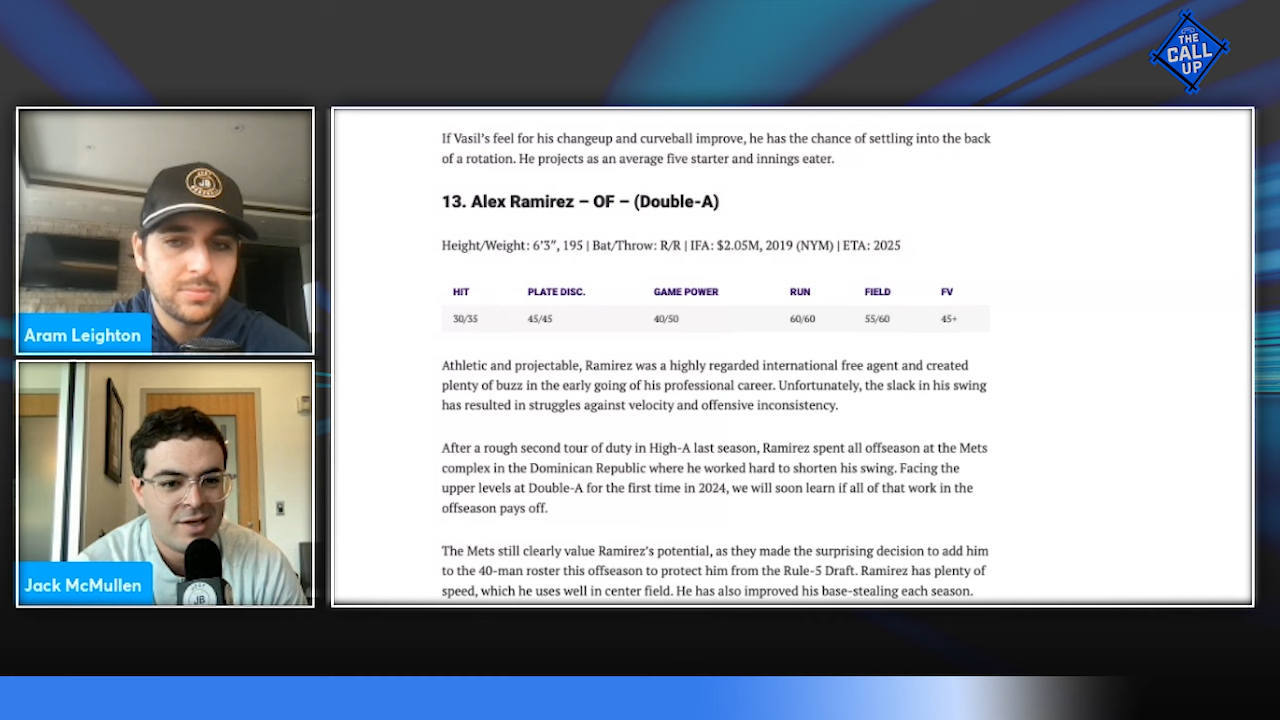 THE
CALL
UP
JB
Aram Leighton
JB
Jack McMullen
If Vasil's feel for his changeup and curveball improve, he has the chance of settling into the back
of a rotation. He projects as an average five starter and innings eater.
13. Alex Ramirez – OF – (Double-A)
Height/Weight: 6'3", 195 | Bat/Throw: R/R | IFA: $2.05M, 2019 (NYM) | ETA: 2025
HIT PLATE DISC. GAME POWER RUN FIELD FV
30/35 45/45 40/50 60/60 55/60 45+
Athletic and projectable, Ramirez was a highly regarded international free agent and created
plenty of buzz in the early going of his professional career. Unfortunately, the slack in his swing
has resulted in struggles against velocity and offensive inconsistency.
After a rough second tour of duty in High-A last season, Ramirez spent all offseason at the Mets
complex in the Dominican Republic where he worked hard to shorten his swing. Facing the
upper levels at Double-A for the first time in 2024, we will soon learn if all of that work in the
offseason pays off.
The Mets still clearly value Ramirez's potential, as they made the surprising decision to add him
to the 40-man roster this offseason to protect him from the Rule-5 Draft. Ramirez has plenty of
speed, which he uses well in center field. He has also improved his base-stealing each season.